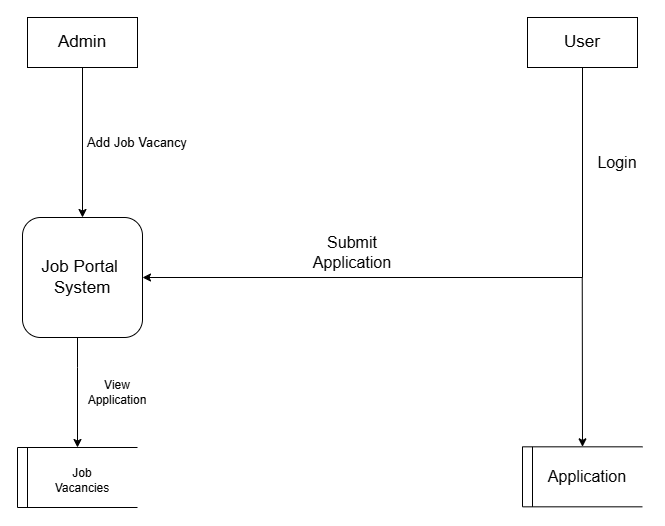 Admin
User
Add Job Vacancy
Login
Submit
Application
Job Portal
System
View
Application
Job
Vacancies
Application